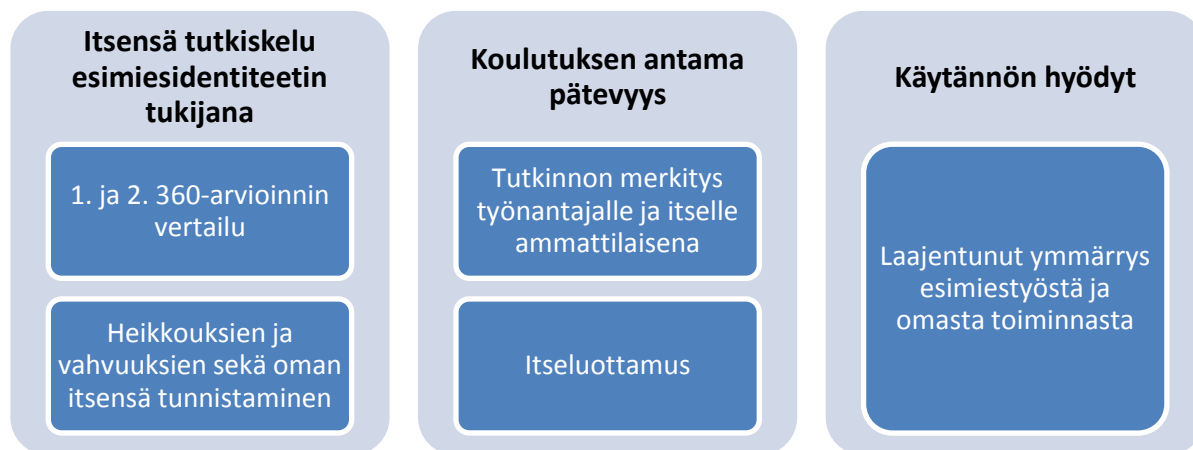 Itsensä tutkiskelu
esimiesidentiteetin
tukijana
1. ja 2. 360-arvioinnin
vertailu
Heikkouksien ja
vahvuuksien sekä oman
itsensä tunnistaminen
Koulutuksen antama
pätevyys
Tutkinnon merkitys
työnantajalle ja itselle
ammattilaisena
Itseluottamus
Käytännön hyödyt
Laajentunut ymmärrys
esimiestyöstä ja
omasta toiminnasta